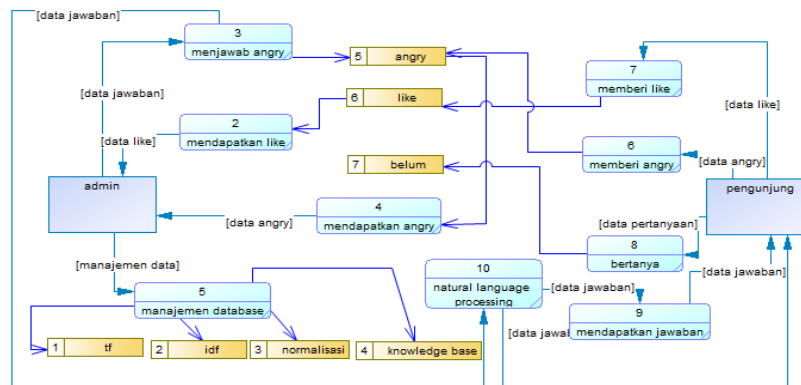 [data jawaban]
3
menjawab angry
5 angry
7
memberi like
[data jawaban]
6 like
[data like]
2
mendapatkan like
[data like]
6
memberi angry
[data angry]
7 belum
admin
pengunjung
4
mendapatkan angry
[data angry]
[data pertanyaan]
8
bertanya
[manajemen data]
10
natural language
processing
[data jawaban]
[data jawaban]
5
manajemen database
9
mendapatkan jawaban
[data jawal
1 tf
2 idf
3 normalisasi
4 knowledge base